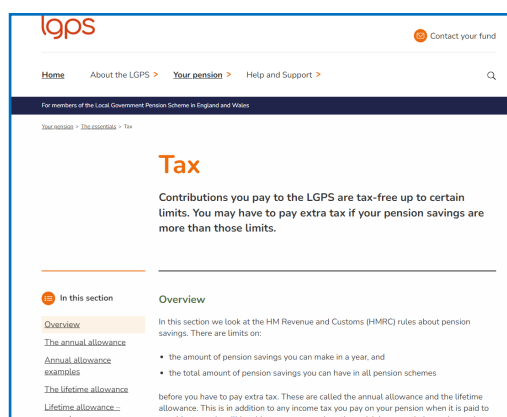 lgps
Contact your fund
Home About the LGPS > Your pension > Help and Support >
For members of the Local Government Pension Scheme in England and Wales
Your pension > The essentials > Tax
Tax
Contributions you pay to the LGPS are tax-free up to certain
limits. You may have to pay extra tax if your pension savings are
more than those limits.
In this section
Overview
The annual allowance
Annual allowance
examples
The lifetime allowance
Lifetime allowance –
Overview
In this section we look at the HM Revenue and Customs (HMRC) rules about pension
savings. There are limits on:
• the amount of pension savings you can make in a year, and
• the total amount of pension savings you can have in all pension schemes
before you have to pay extra tax. These are called the annual allowance and the lifetime
allowance. This is in addition to any income tax you pay on your pension when it is paid to